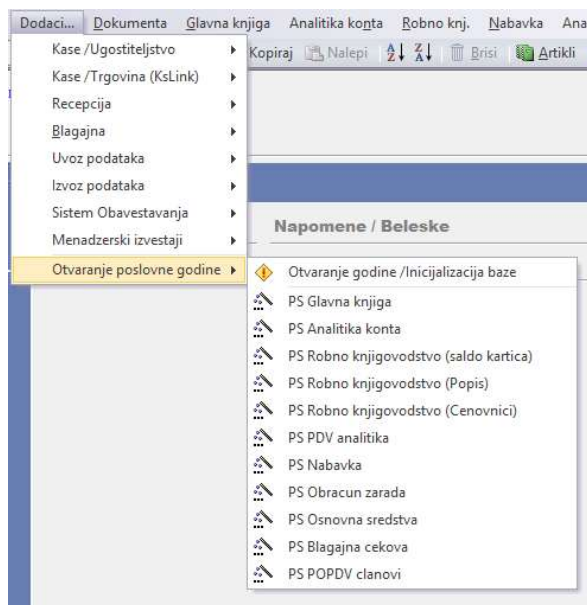 Dodaci... Dokumenta Glavna knjiga Analitika konta Robno knj. Nabavka Ana
Kopiraj Nalepi Brisi Artikli
Kase /Ugostiteljstvo
Kase /Trgovina (KsLink)
Recepcija
Blagajna
Uvoz podataka
Izvoz podataka
Sistem Obavestavanja
Menadzerski izvestaji
Otvaranje poslovne godine
Napomene / Beleske
Otvaranje godine /Inicijalizacija baze
PS Glavna knjiga
PS Analitika konta
PS Robno knjigovodstvo (saldo kartica)
PS Robno knjigovodstvo (Popis)
PS Robno knjigovodstvo (Cenovnici)
PS PDV analitika
PS Nabavka
PS Obracun zarada
PS Osnovna sredstva
PS Blagajna cekova
PS POPDV clanovi